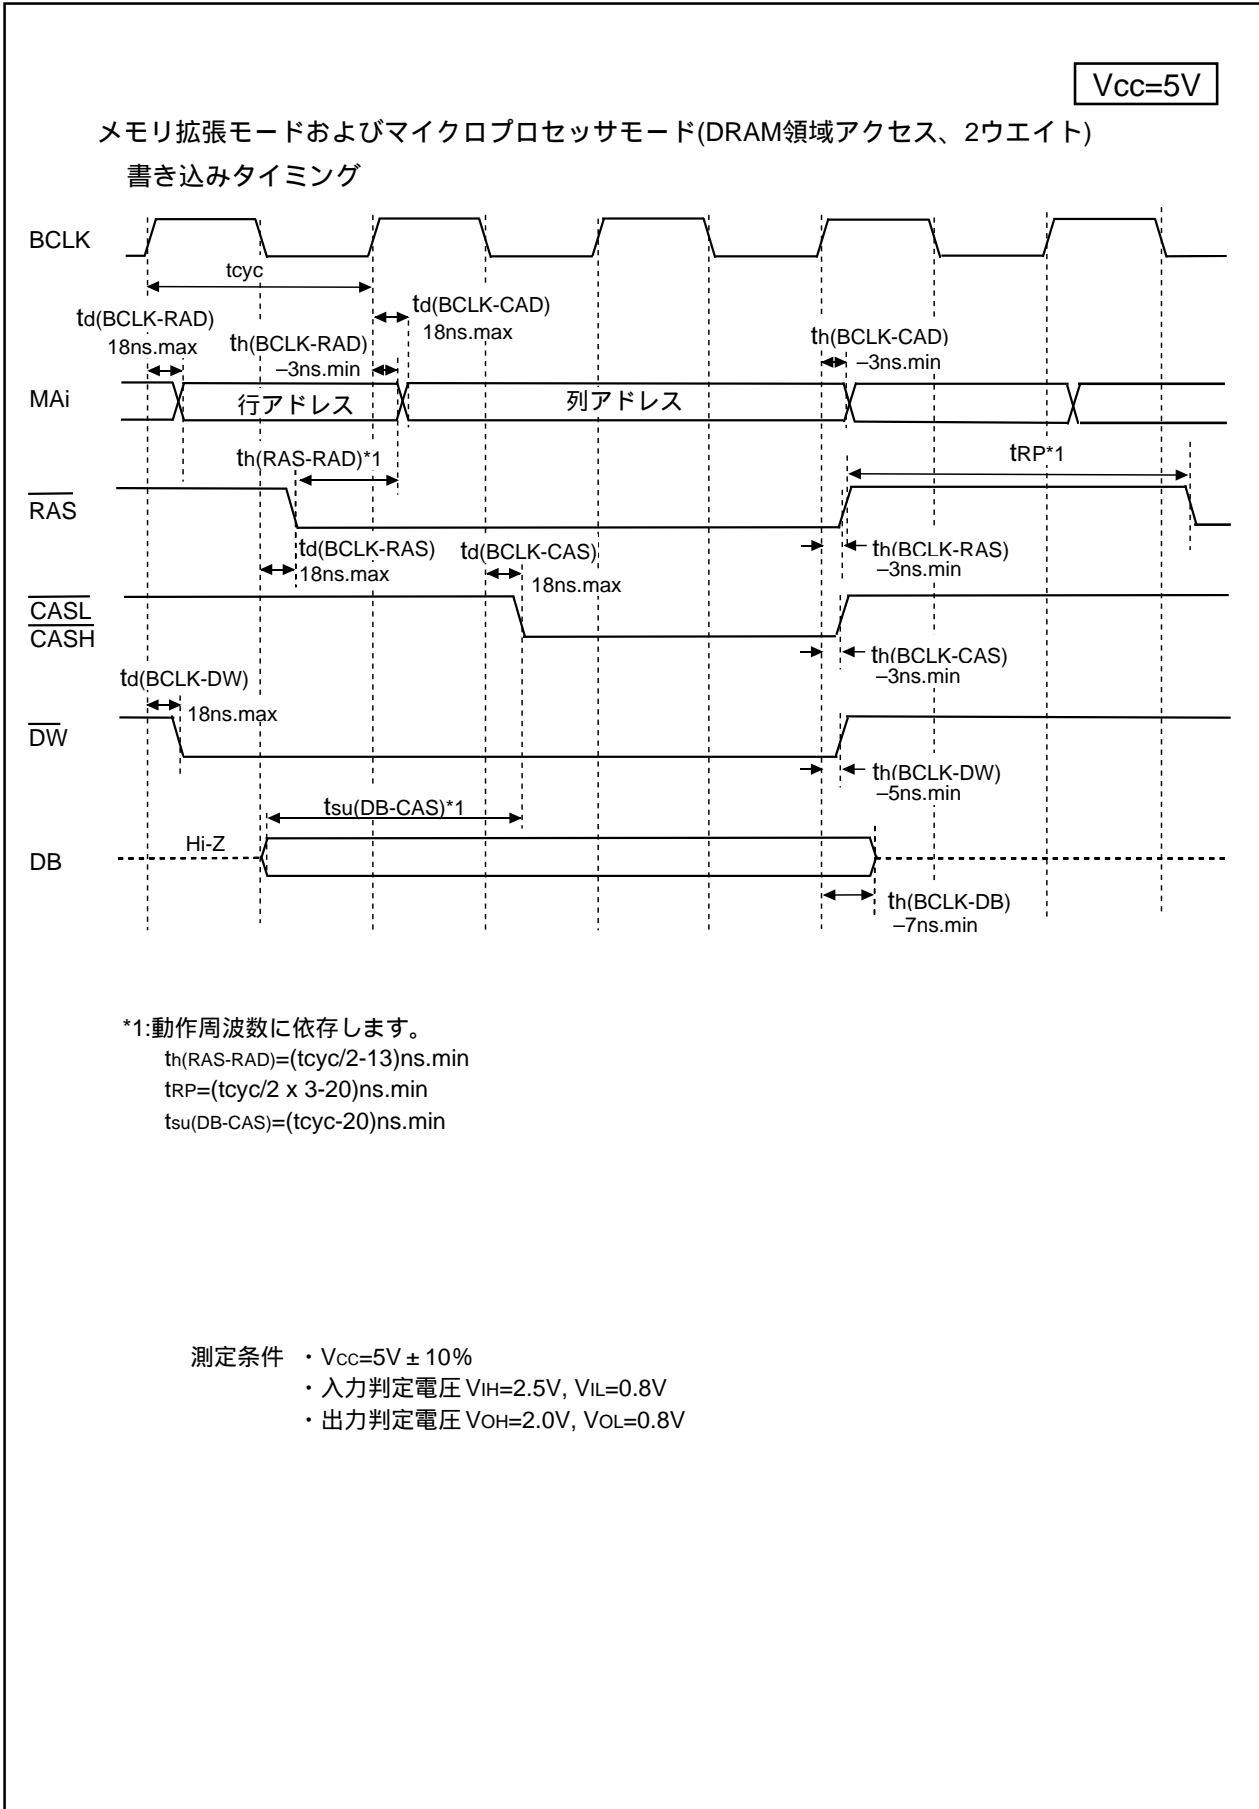 Vcc=5V
メモリ拡張モードおよびマイクロプロセッサモード(DRAM領域アクセス、2ウエイト)
書き込みタイミング
BCLK
tcyc
td(BCLK-RAD)
18ns.max
th(BCLK-RAD)
–3ns.min
td(BCLK-CAD)
18ns.max
th(BCLK-CAD)
–3ns.min
MAi
行アドレス
列アドレス
th(RAS-RAD)*1
tRP*1
RAS
td(BCLK-RAS)
18ns.max
td(BCLK-CAS)
18ns.max
th(BCLK-RAS)
–3ns.min
CASL
CASH
th(BCLK-CAS)
–3ns.min
td(BCLK-DW)
18ns.max
DW
th(BCLK-DW)
–5ns.min
tsu(DB-CAS)*1
Hi-Z
DB
th(BCLK-DB)
–7ns.min
*1:動作周波数に依存します。
th(RAS-RAD)=(tcyc/2-13)ns.min
tRP=(tcyc/2 x 3-20)ns.min
tsu(DB-CAS)=(tcyc-20)ns.min
測定条件 ・VCC=5V±10%
・入力判定電圧 VIH=2.5V, VIL=0.8V
・出力判定電圧 VOH=2.0V, VOL=0.8V